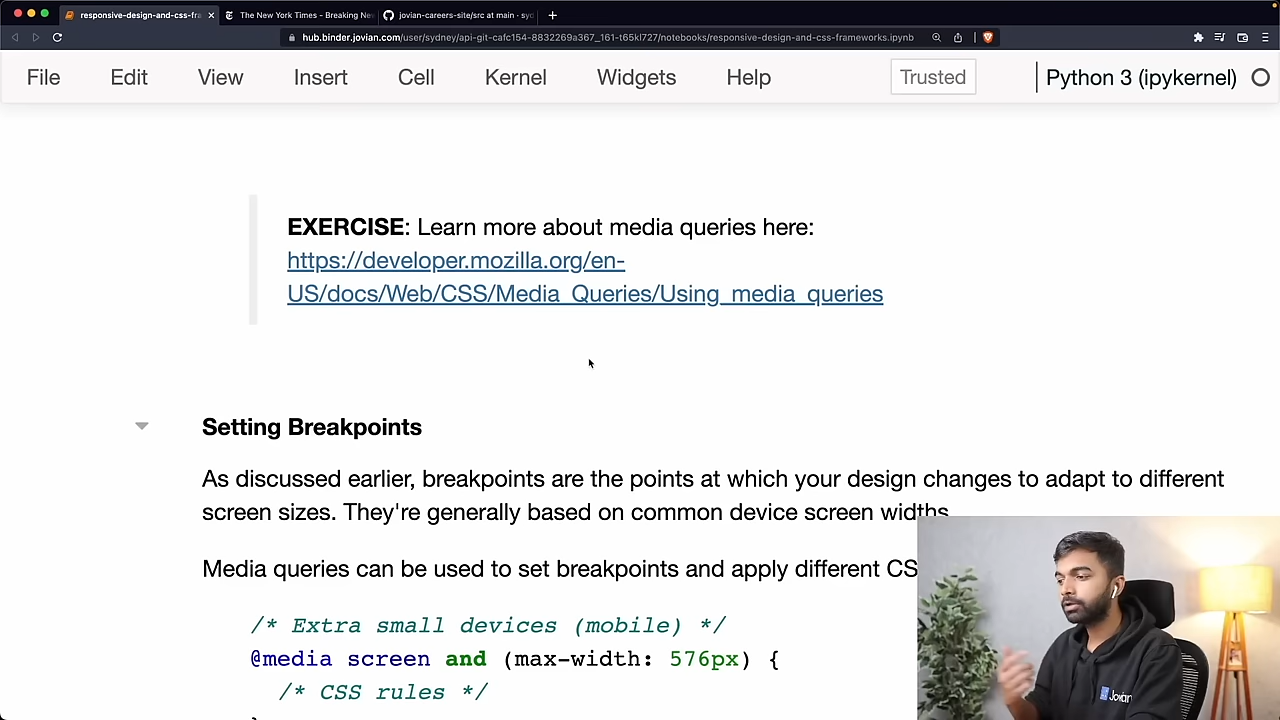 responsive-design-and-css-fra
The New York Times - Breaking New
jovian-careers-site/src at main · syd
hub.binder.jovian.com/user/sydney/api-git-cafc154-8832269a367_161-t65kl727/notebooks/responsive-design-and-css-frameworks.ipynb
File Edit View Insert Cell Kernel Widgets Help Trusted Python 3 (ipykernel)
EXERCISE: Learn more about media queries here:
https://developer.mozilla.org/en-
US/docs/Web/CSS/Media_Queries/Using_media_queries
Setting Breakpoints
As discussed earlier, breakpoints are the points at which your design changes to adapt to different
screen sizes. They're generally based on common device screen widths
Media queries can be used to set breakpoints and apply different CS
/* Extra small devices (mobile) */
@media screen and (max-width: 576px) {
/* CSS rules */
Jovian